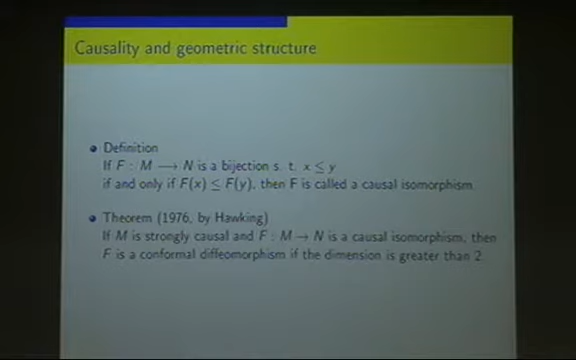 Causality and geometric structure
Definition
If F : M → N is a bijection s. t. x ≤ y
if and only if F(x) ≤ F(y), then F is called a causal isomorphism.
Theorem (1976, by Hawking)
If M is strongly causal and F : M → N is a causal isomorphism, then
F is a conformal diffeomorphism if the dimension is greater than 2.